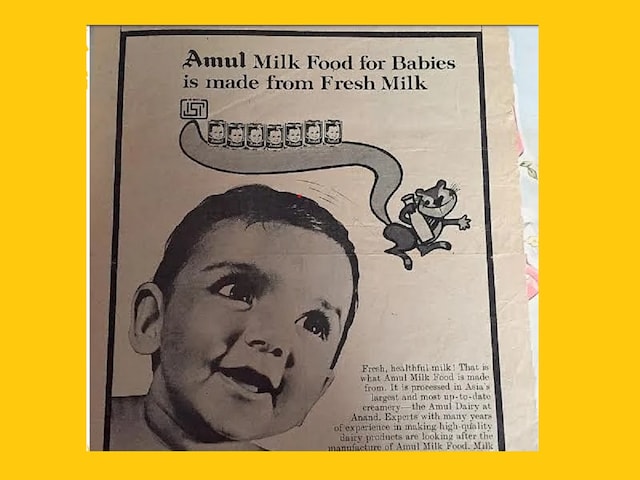 Amul Milk Food for Babies
is made from Fresh Milk
ISI
Fresh, healthful milk! That is
what Amul Milk Food is made
from. It is processed in Asia's
largest and most up-to-date
creamery—the Amul Dairy at
Anand. Experts with many years
of experience in making high-quality
dairy products are looking after the
manufacture of Amul Milk Food. Milk